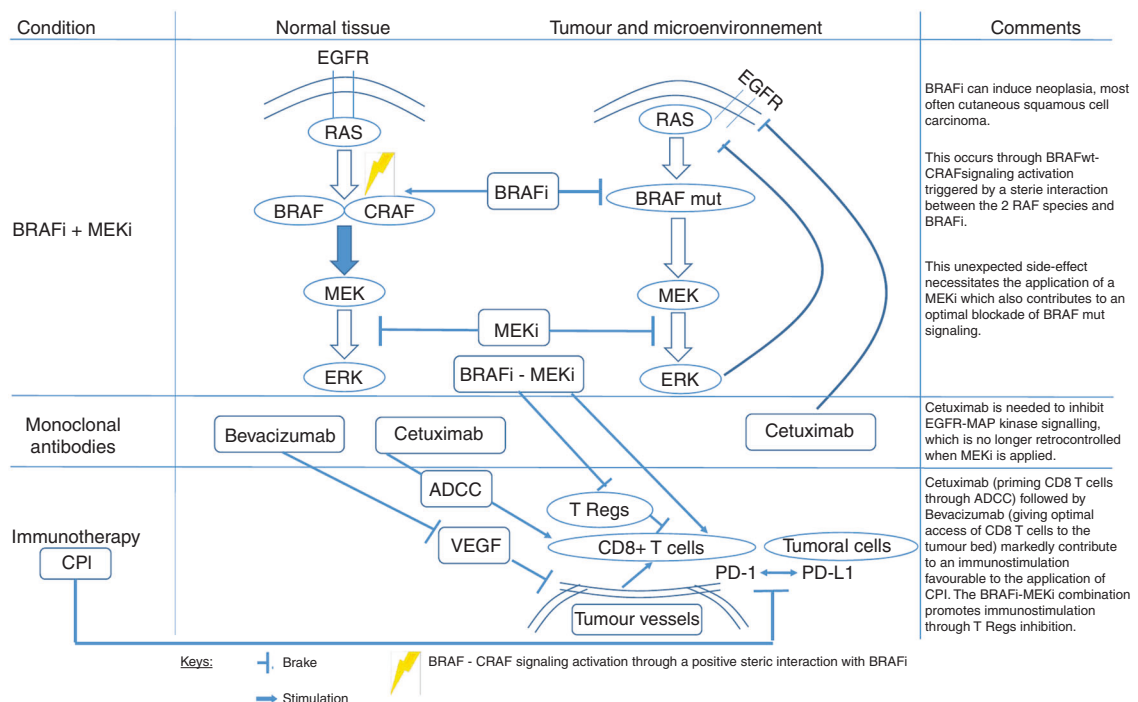 Condition
Normal tissue
Tumour and microenvironnement
Comments
EGFR
RAS
BRAF
CRAF
MEK
ERK
BRAFi + MEKi
BRAFi
MEKi
BRAFi - MEKi
EGFR
RAS
BRAF mut
MEK
ERK
BRAFi can induce neoplasia, most
often cutaneous squamous cell
carcinoma.
This occurs through BRAFwt-
CRAFsignaling activation
triggered by a sterie interaction
between the 2 RAF species and
BRAFi.
This unexpected side-effect
necessitates the application of a
MEKi which also contributes to an
optimal blockade of BRAF mut
signaling.
Monoclonal
antibodies
Bevacizumab
Cetuximab
Cetuximab
Cetuximab is needed to inhibit
EGFR-MAP kinase signalling,
which is no longer retrocontrolled
when MEKi is applied.
Immunotherapy
CPI
ADCC
VEGF
T Regs
CD8+ T cells
Tumoral cells
PD-1
PD-L1
Tumour vessels
Cetuximab (priming CD8 T cells
through ADCC) followed by
Bevacizumab (giving optimal
access of CD8 T cells to the
tumour bed) markedly contribute
to an immunostimulation
favourable to the application of
CPI. The BRAFi-MEKi combination
promotes immunostimulation
through T Regs inhibition.
Keys:
Brake
BRAF - CRAF signaling activation through a positive steric interaction with BRAFi
Stimulation